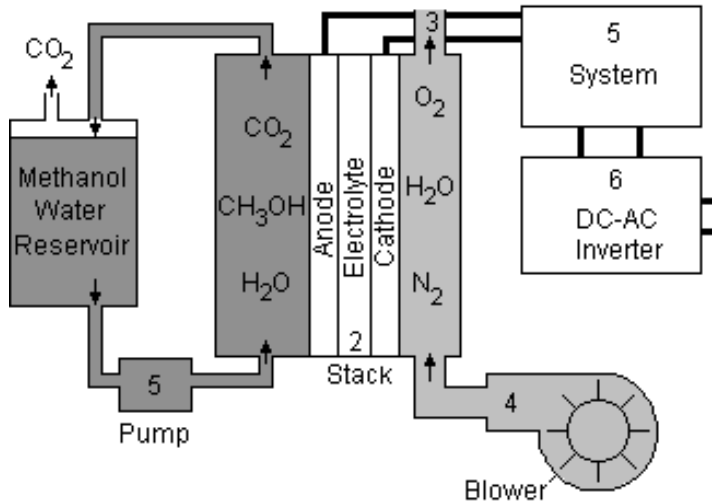 CO2
Methanol
Water
Reservoir
5
Pump
CO2
CH3OH
H2O
Anode
Electrolyte
2
Cathode
Stack
3
O2
H2O
N2
4
Blower
5
System
6
DC-AC
Inverter